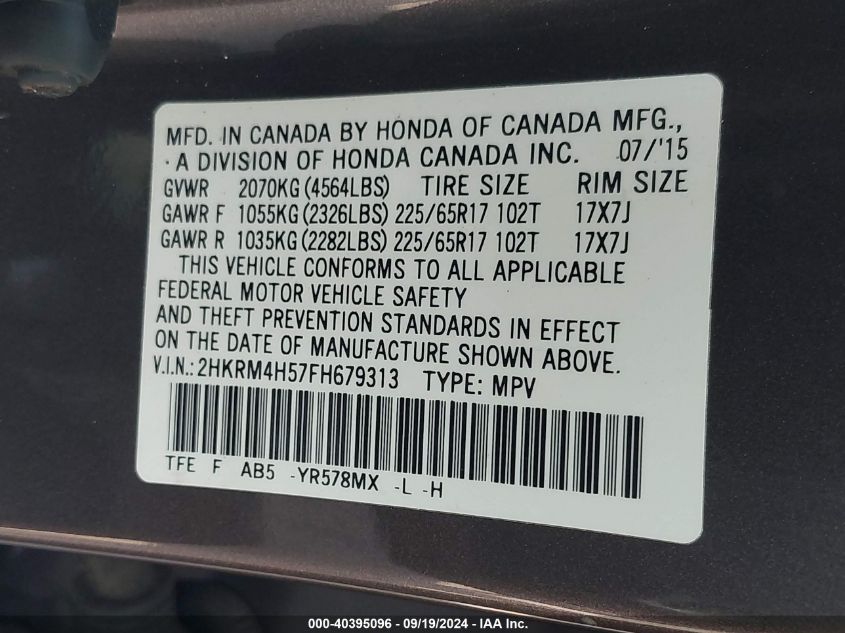 MFD. IN CANADA BY HONDA OF CANADA MFG.,
·A DIVISION OF HONDA CANADA INC. 07/'15
GVWR 2070KG (4564LBS) TIRE SIZE RIM SIZE
GAWR F 1055KG (2326LBS) 225/65R17 102T 17X7J
GAWR R 1035KG (2282LBS) 225/65R17 102T 17X7J
THIS VEHICLE CONFORMS TO ALL APPLICABLE
FEDERAL MOTOR VEHICLE SAFETY
AND THEFT PREVENTION STANDARDS IN EFFECT
ON THE DATE OF MANUFACTURE SHOWN ABOVE.
V.I.N.: 2HKRM4H57FH679313 TYPE: MPV
TFE F AB5 -YR578MX -L -H
000-40395096 - 09/19/2024 - IAA Inc.